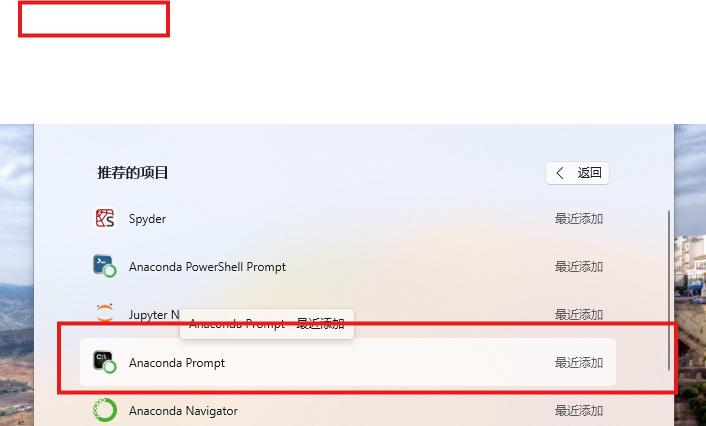 推荐的项目
返回
Spyder
最近添加
Anaconda PowerShell Prompt
最近添加
Jupyter N
最近添加
Anaconda Prompt 最近添加
Anaconda Prompt
最近添加
Anaconda Navigator
最近添加